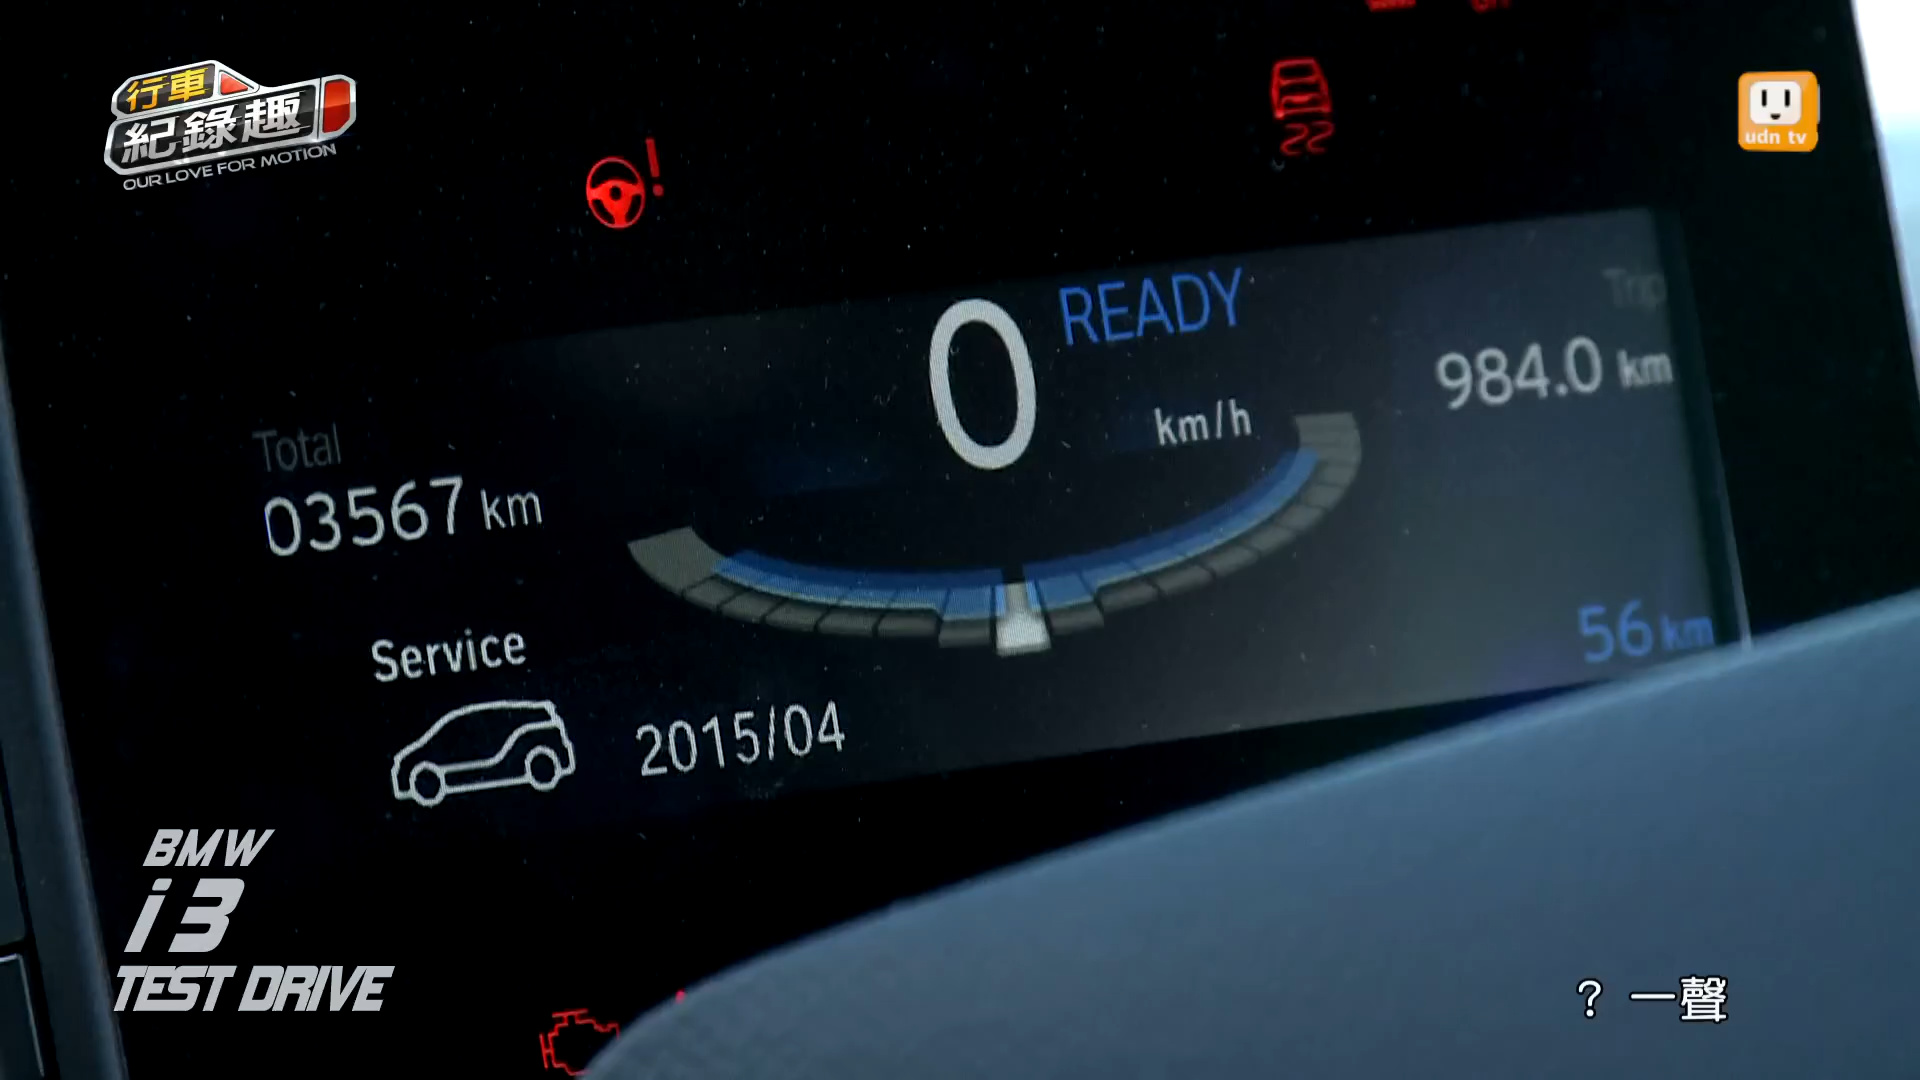 行車
紀錄趣
OUR LOVE FOR MOTION
udn tv
READY
0
km/h
Trip
984.0 km
Total
03567 km
56 km
Service
2015/04
BMW
i3
TEST DRIVE
? 一聲